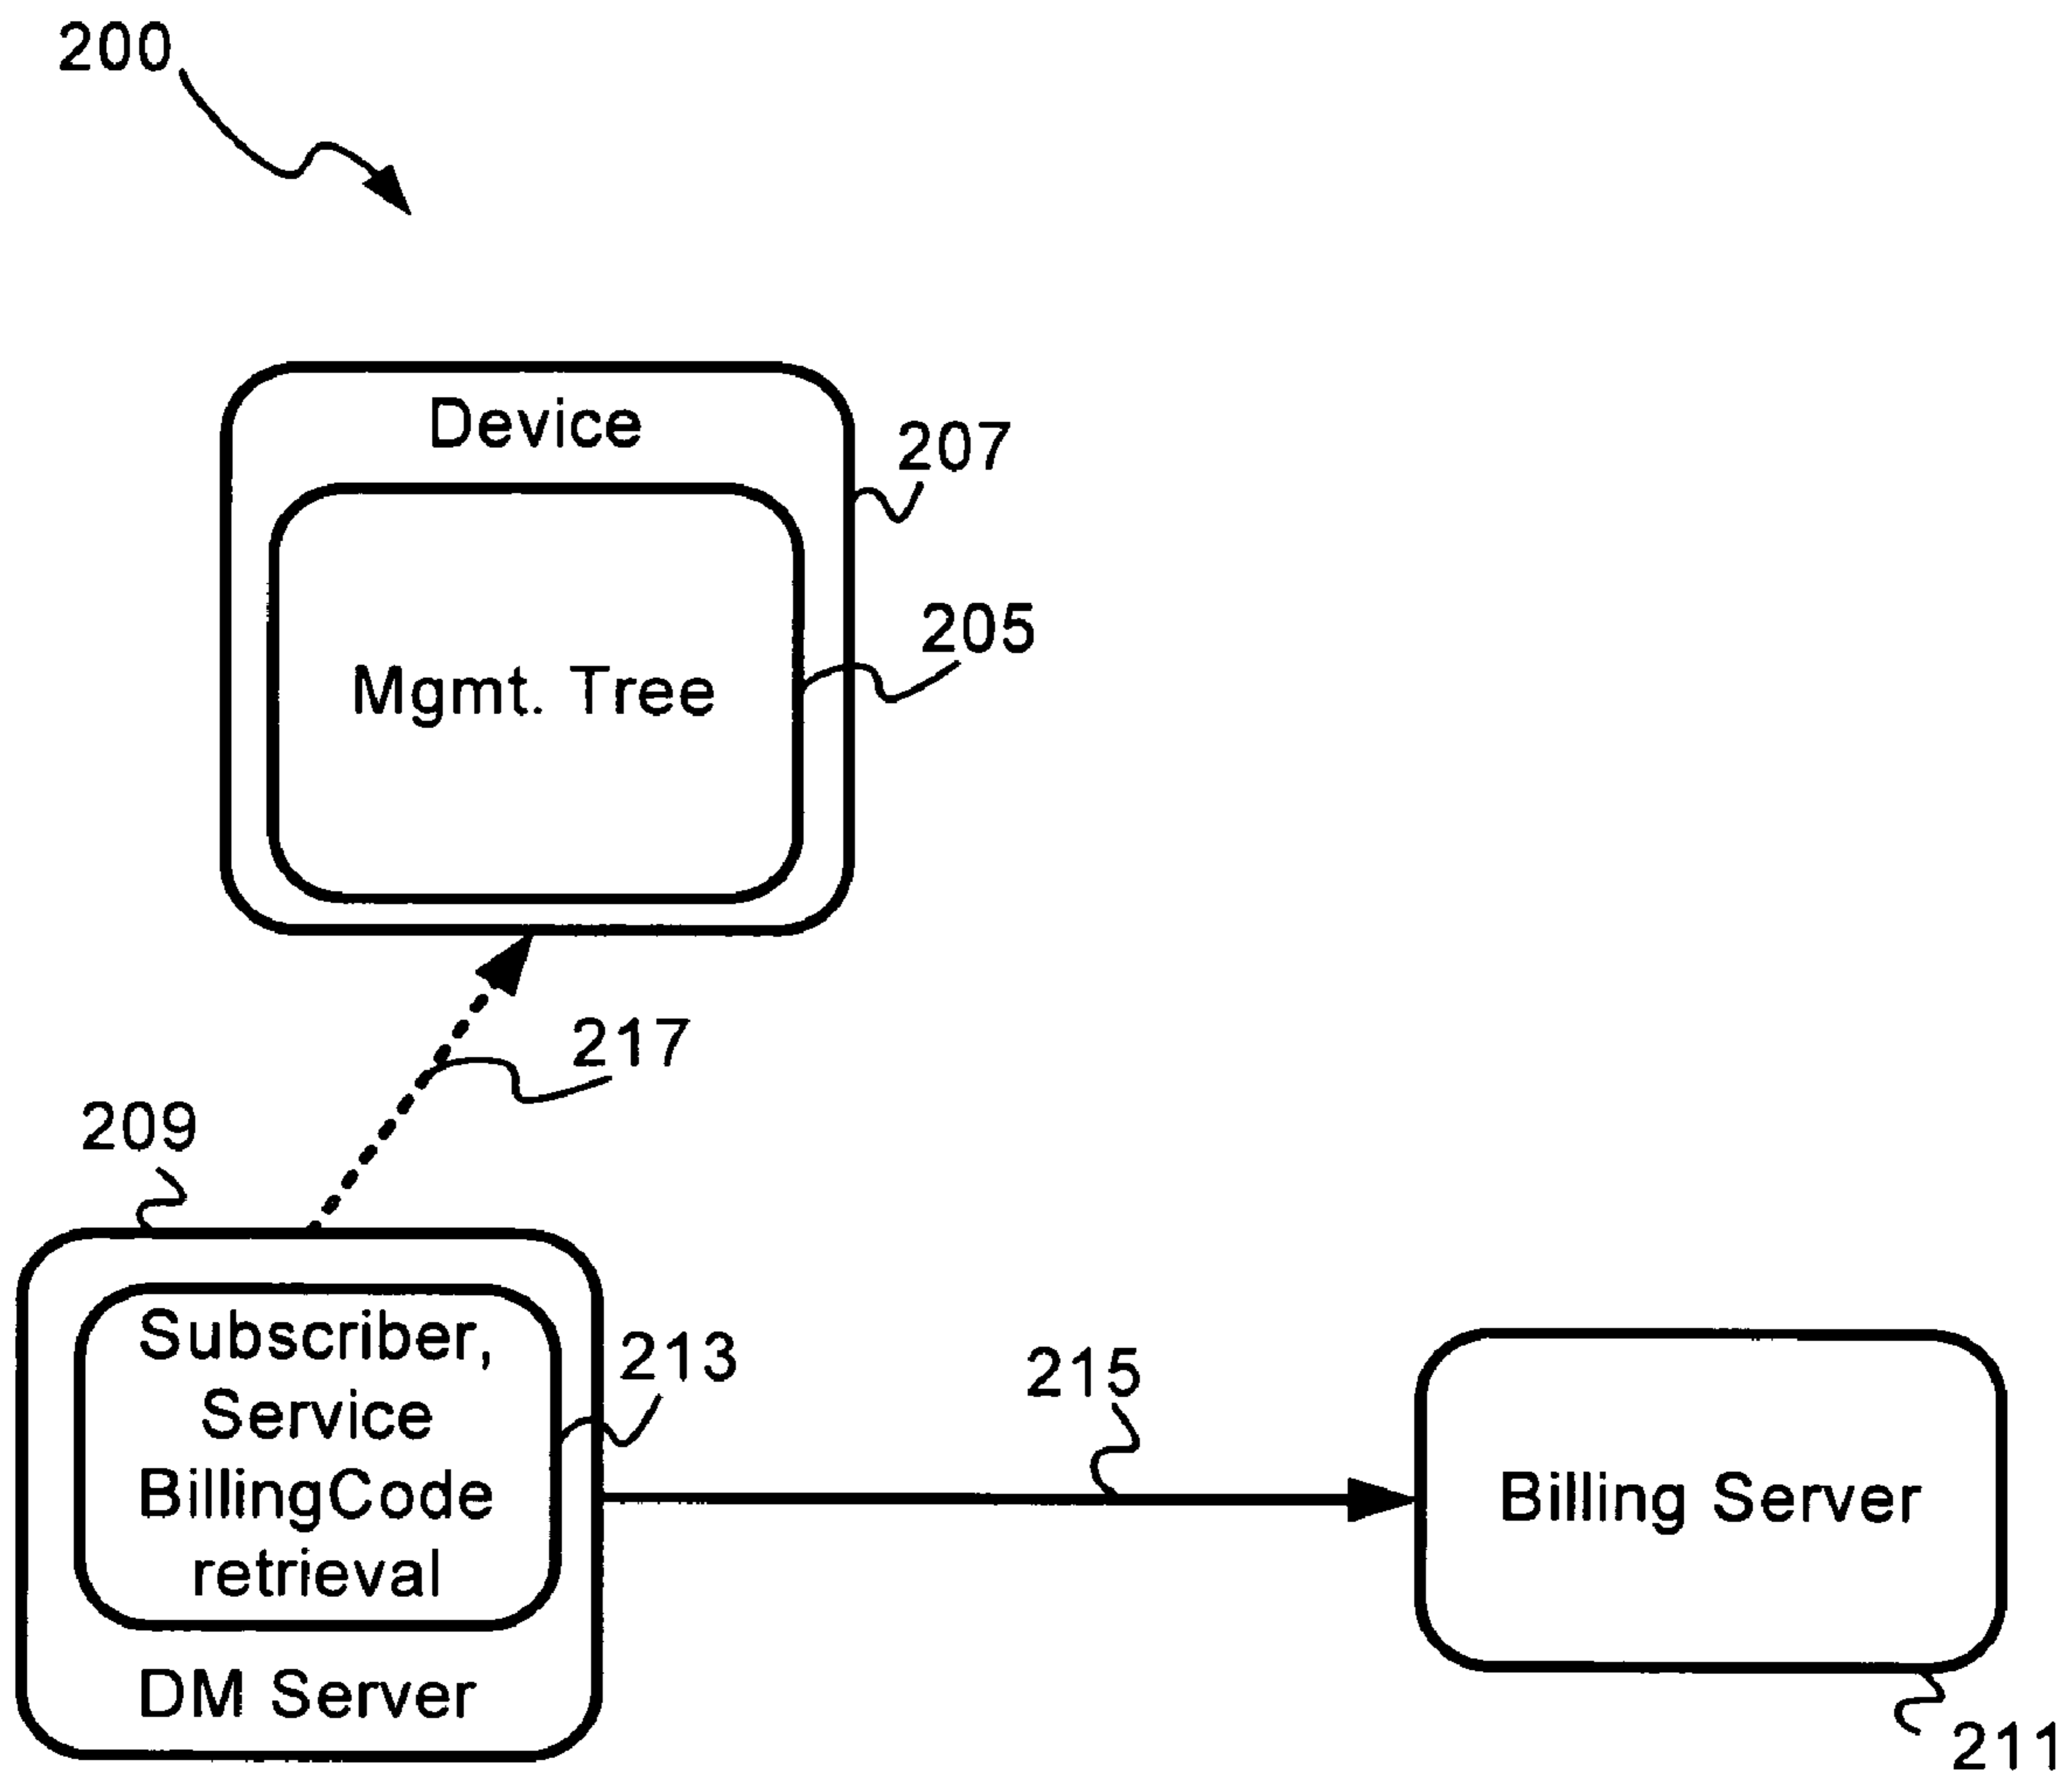 200
Device
207
205
Mgmt. Tree
217
209
Subscriber,
Service
BillingCode
retrieval
213
215
Billing Server
DM Server
211